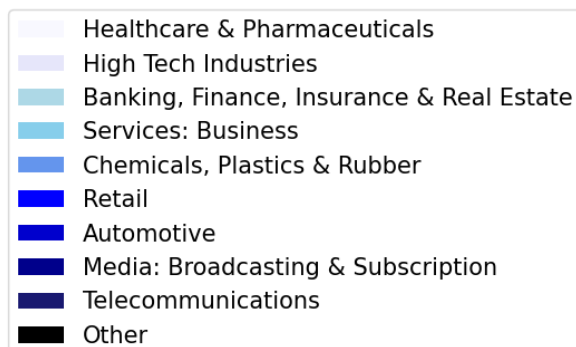 Healthcare & Pharmaceuticals
High Tech Industries
Banking, Finance, Insurance & Real Estate
Services: Business
Chemicals, Plastics & Rubber
Retail
Automotive
Media: Broadcasting & Subscription
Telecommunications
Other